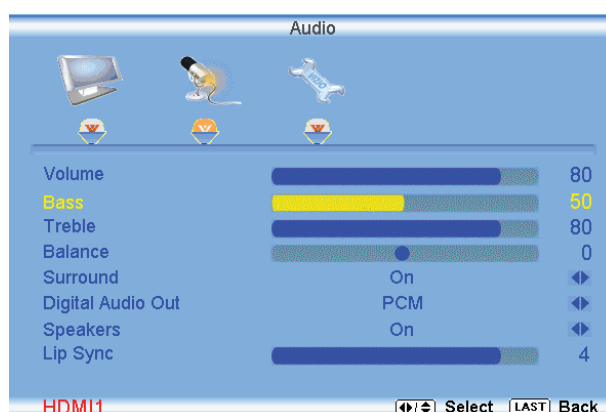 Audio
Volume 80
Bass 50
Treble 80
Balance 0
Surround On
Digital Audio Out PCM
Speakers On
Lip Sync 4
HDMI1 Select LAST Back